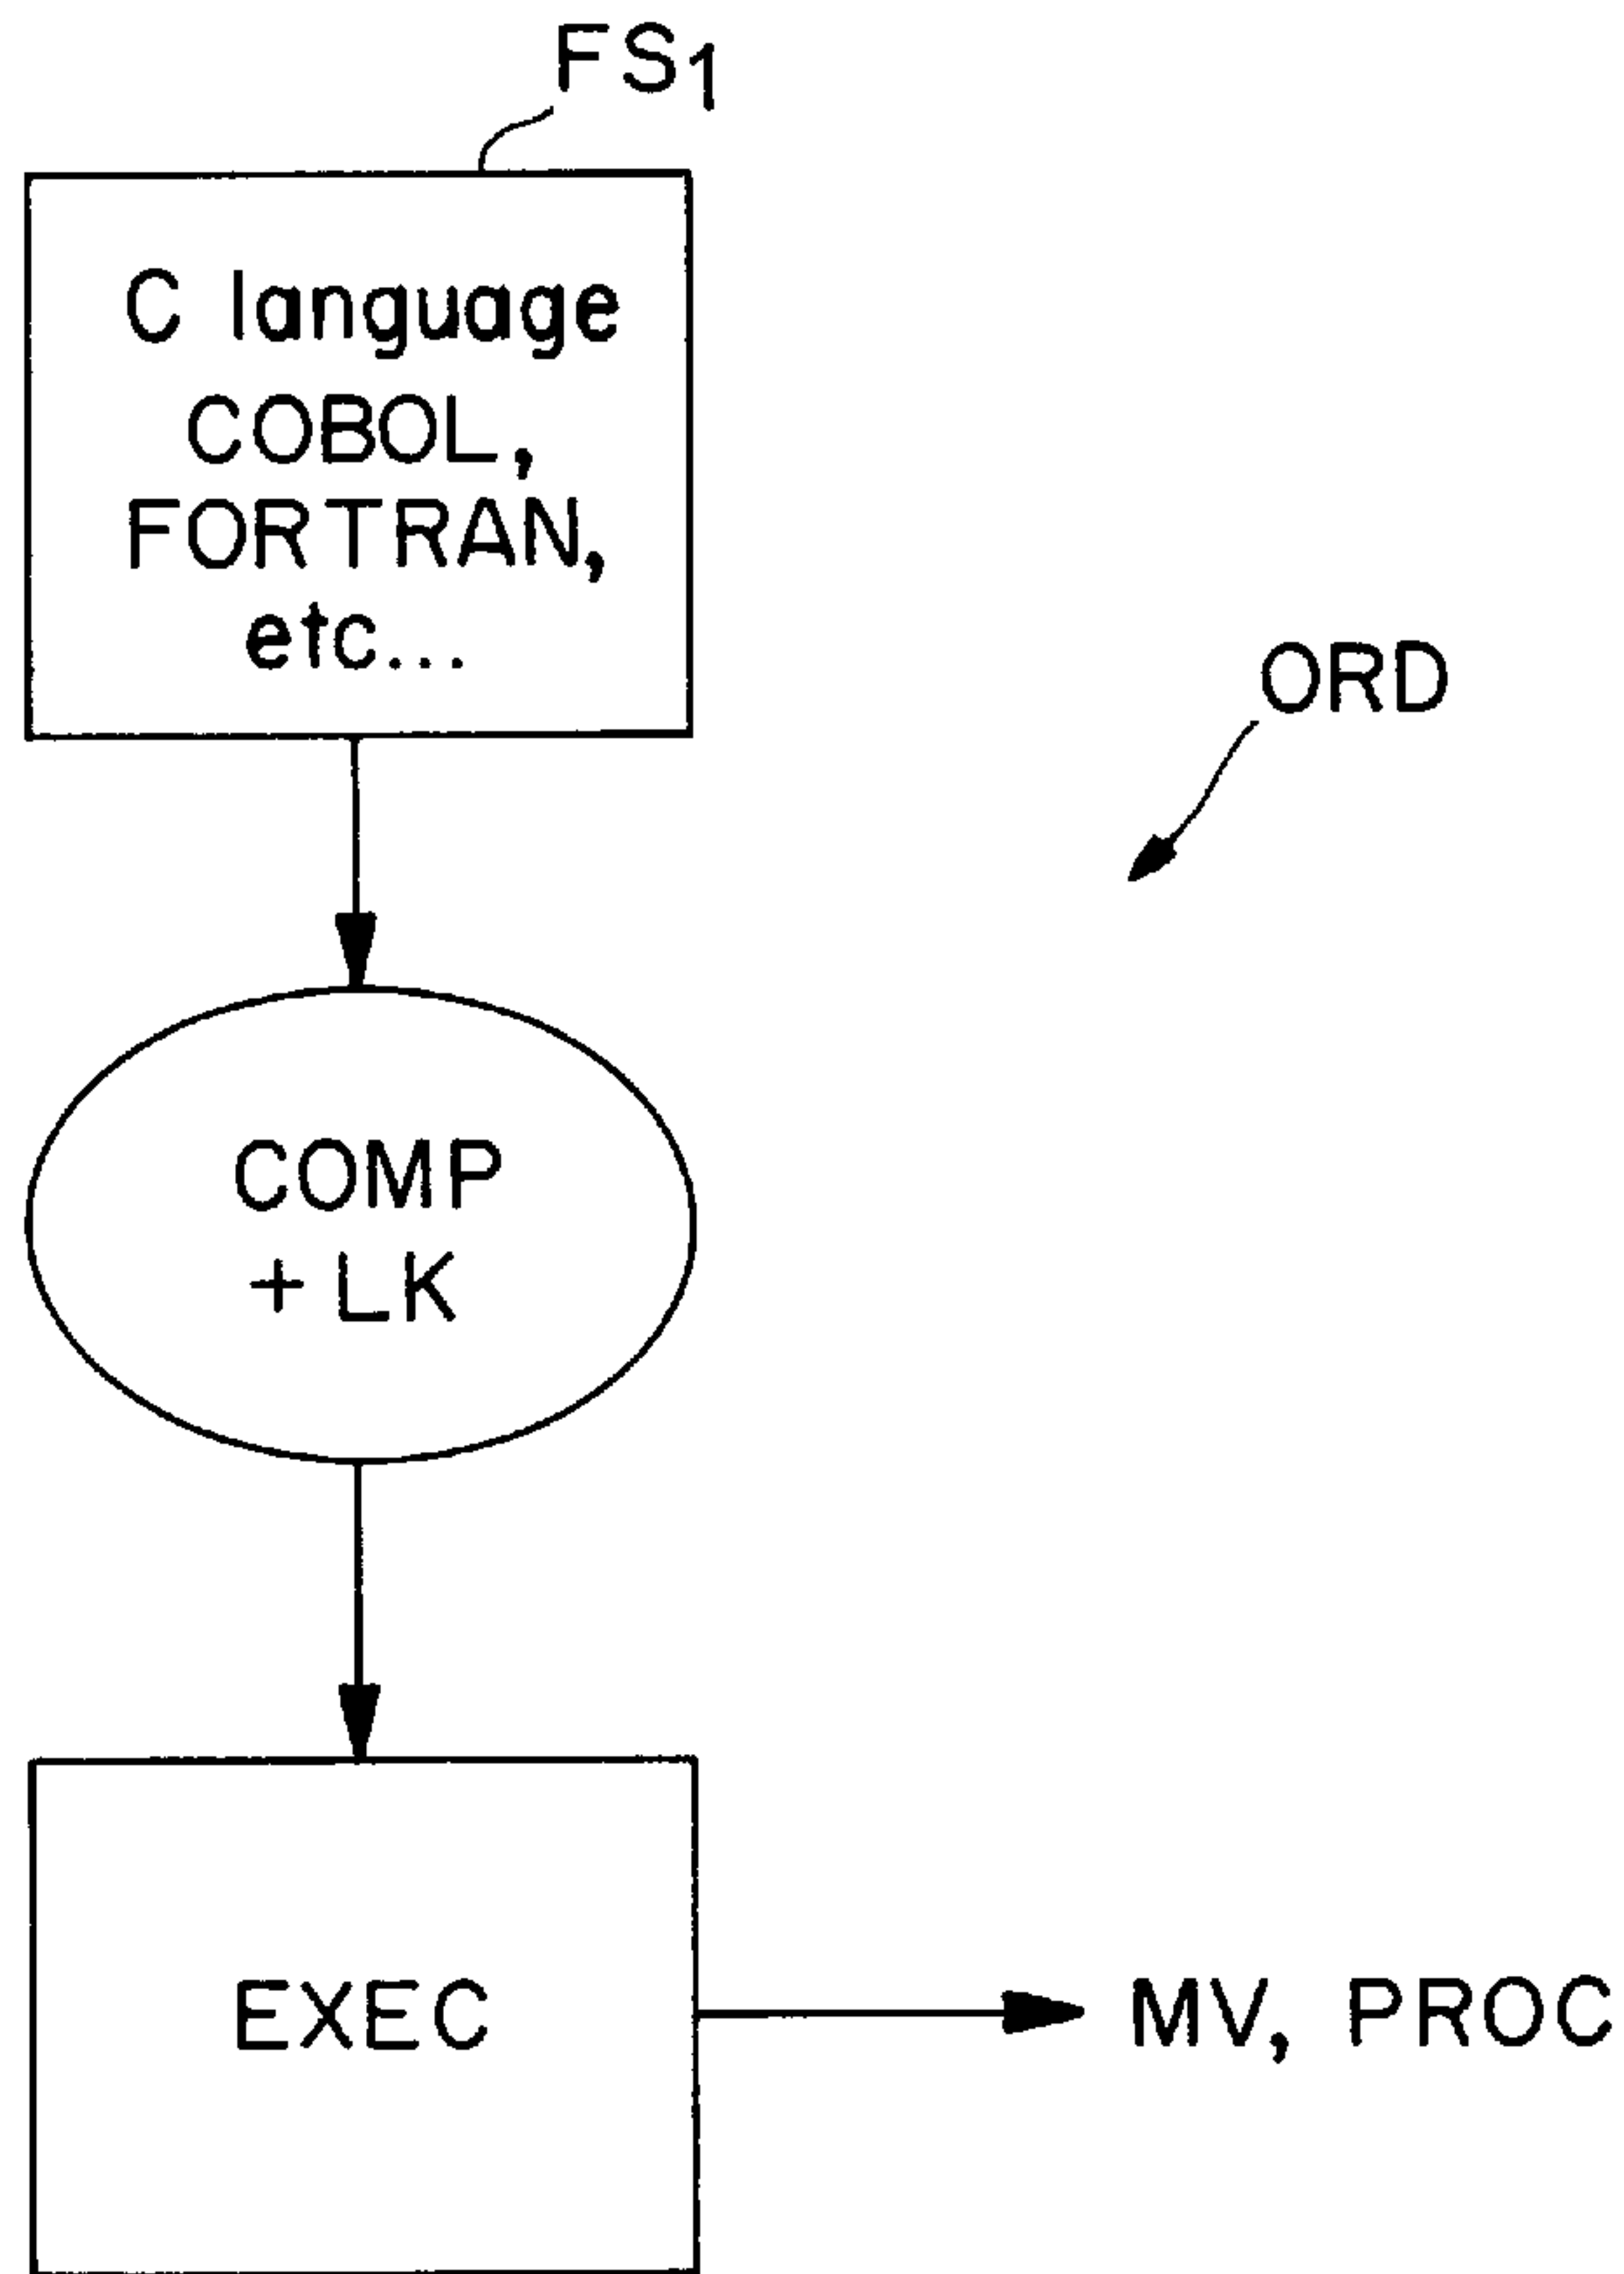 FS1
C language
COBOL,
FORTRAN,
etc...
ORD
COMP
+ LK
EXEC
MV, PROC